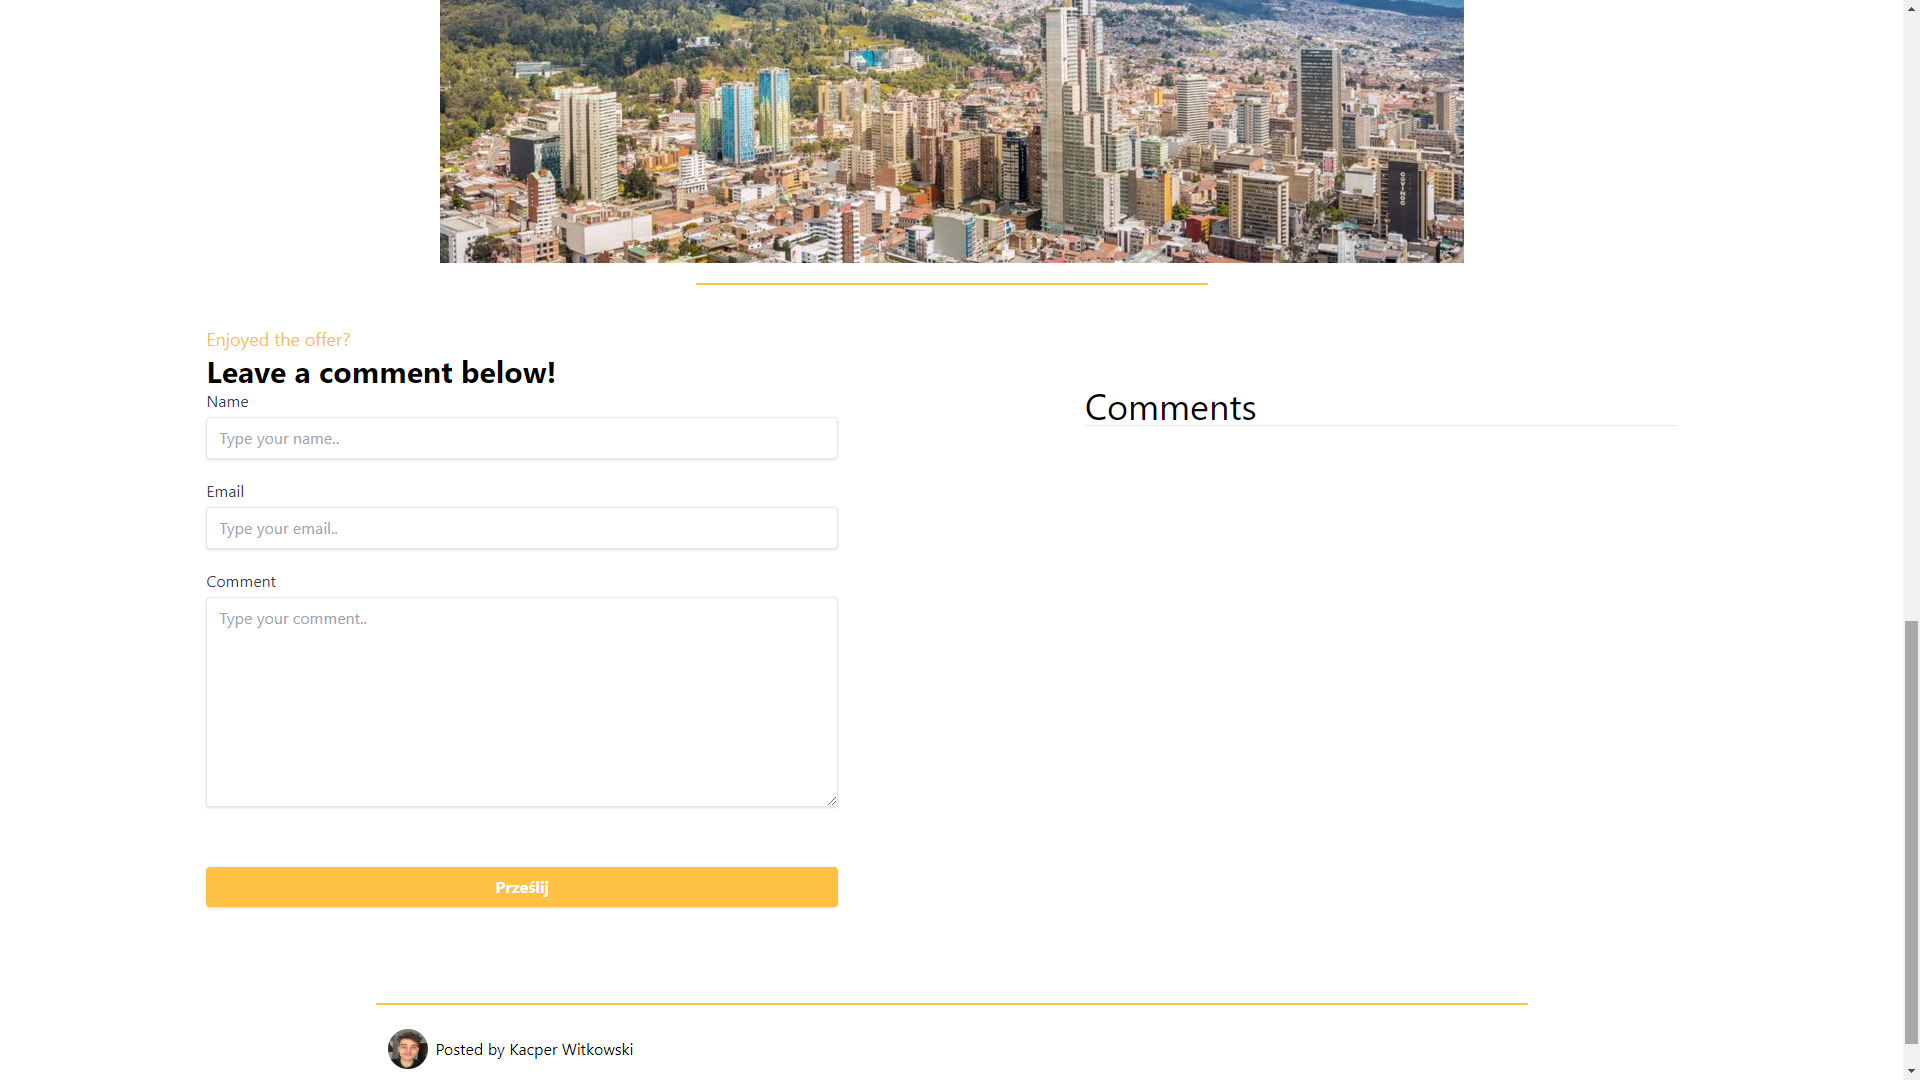 Enjoyed the offer?
Leave a comment below!
Name
Type your name..
Email
Type your email..
Comment
Type your comment..
Prześlij
Comments
Posted by Kacper Witkowski